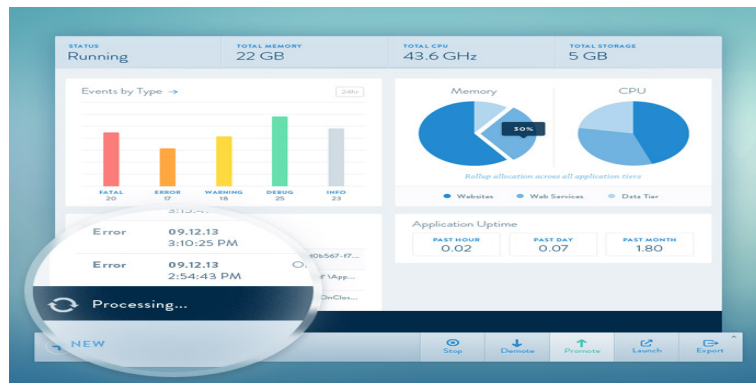 STATUS
Running
TOTAL MEMORY
22 GB
TOTAL CPU
43.6 GHz
TOTAL STORAGE
5 GB
Events by Type →
24hr
FATAL
20
ERROR
17
WARNING
18
DEBUG
25
INFO
23
Memory
CPU
30%
Rollup allocation across all application tiers
Websites
Web Services
Data Tier
Application Uptime
PAST HOUR
0.02
PAST DAY
0.07
PAST MONTH
1.80
Error 09.12.13
3:10:25 PM
Error 09.12.13
2:54:43 PM
Processing...
NEW
Stop
Demote
Promote
Launch
Export